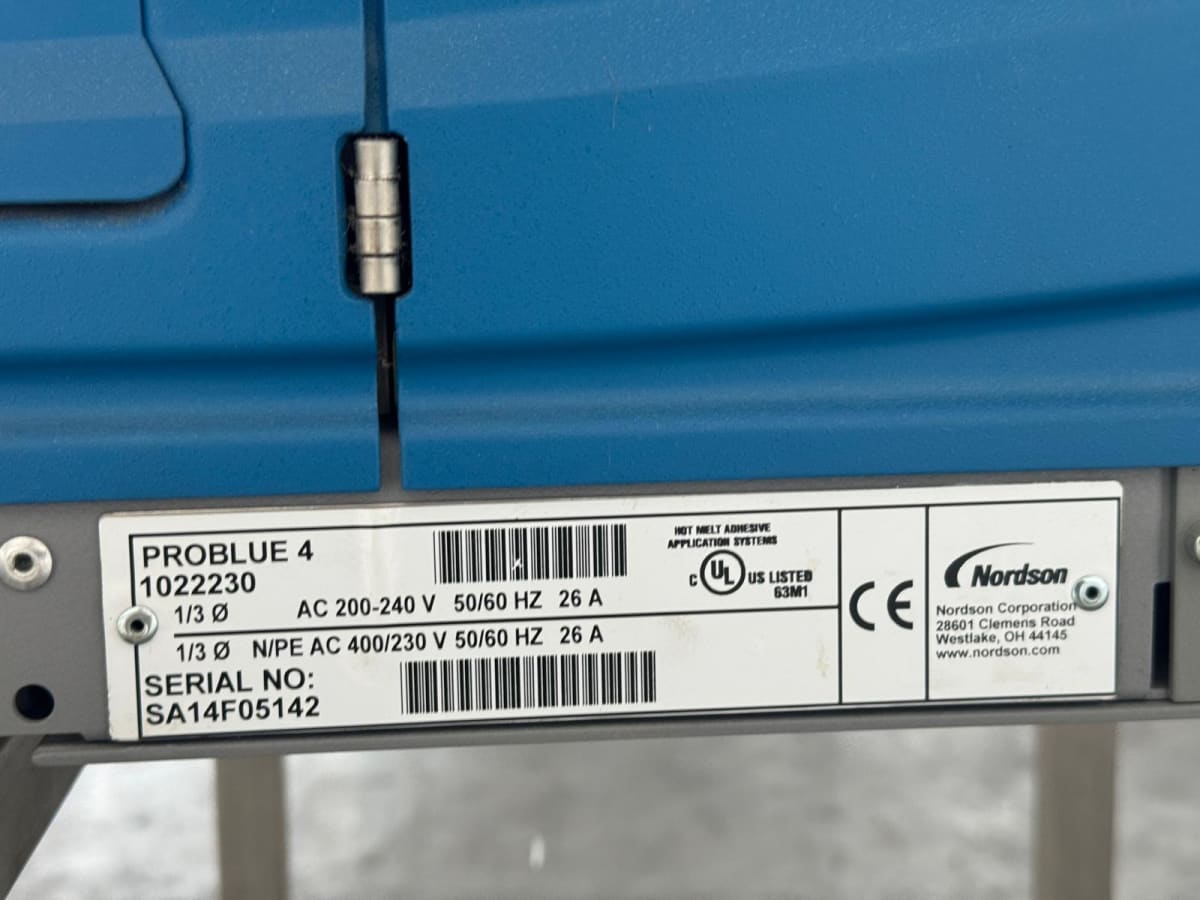 PROBLUE 4
1022230
1/3 Ø AC 200-240 V 50/60 HZ 26 A
1/3 Ø N/PE AC 400/230 V 50/60 HZ 26 A
SERIAL NO:
SA14F05142
HOT MELT ADHESIVE
APPLICATION SYSTEMS
C UL US LISTED
63M1
CE
Nordson
Nordson Corporation
28601 Clemens Road
Westlake, OH 44145
www.nordson.com